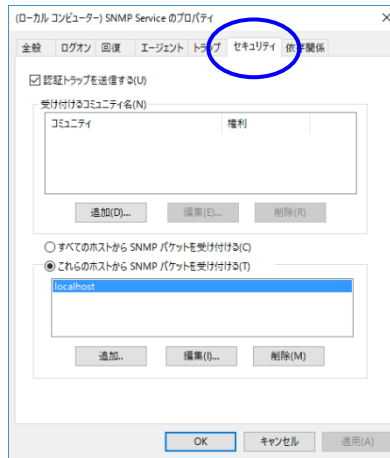 (ローカル コンピューター) SNMP Service のプロパティ
全般 ログオン 回復 エージェント トラップ セキュリティ 依存関係
認証トラップを送信する(U)
受け付けるコミュニティ名(N)
コミュニティ 権利
追加(D)... 編集(E)... 削除(R)
すべてのホストから SNMP パケットを受け付ける(C)
これらのホストから SNMP パケットを受け付ける(T)
localhost
追加.. 編集(I)... 削除(M)
OK キャンセル 適用(A)